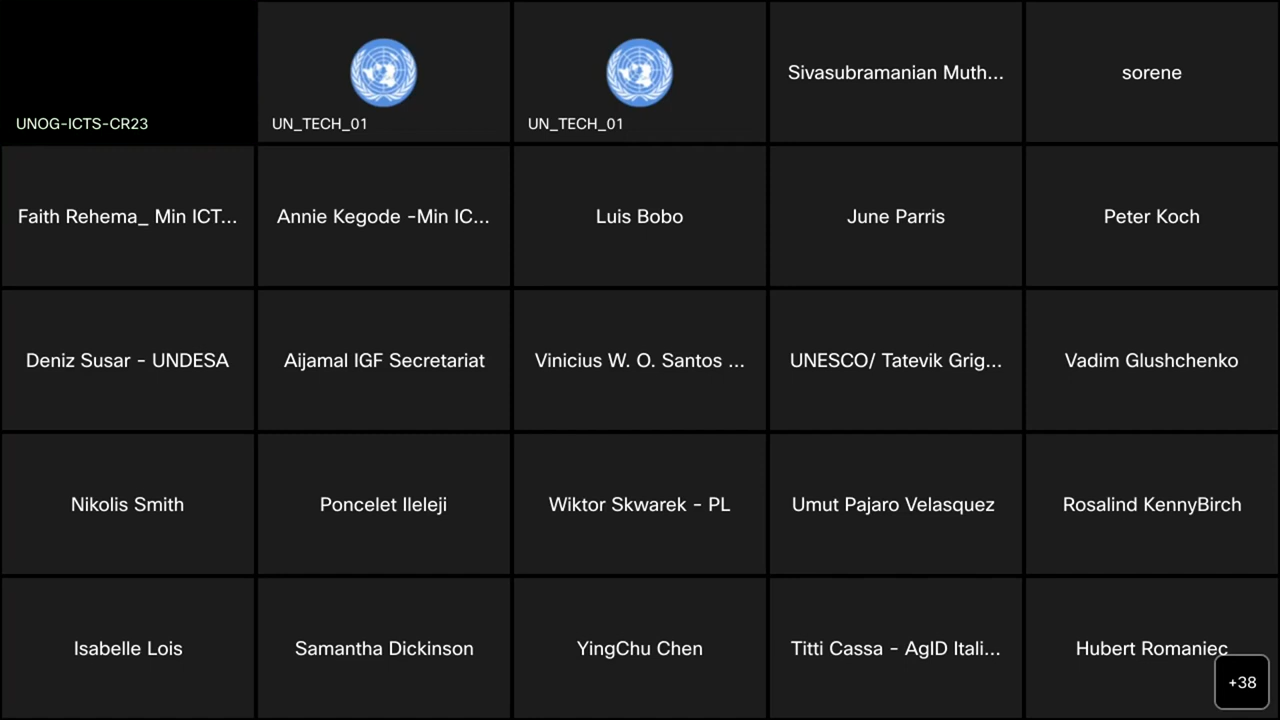 UNOG-ICTS-CR23
UN_TECH_01
UN_TECH_01
Sivasubramanian Muth...
sorene
Faith Rehema_ Min ICT...
Annie Kegode -Min IC...
Luis Bobo
June Parris
Peter Koch
Deniz Susar - UNDESA
Aijamal IGF Secretariat
Vinicius W. O. Santos ...
UNESCO/ Tatevik Grig...
Vadim Glushchenko
Nikolis Smith
Poncelet Ileleji
Wiktor Skwarek - PL
Umut Pajaro Velasquez
Rosalind KennyBirch
Isabelle Lois
Samantha Dickinson
YingChu Chen
Titti Cassa - AgID Itali...
Hubert Romaniec
+38